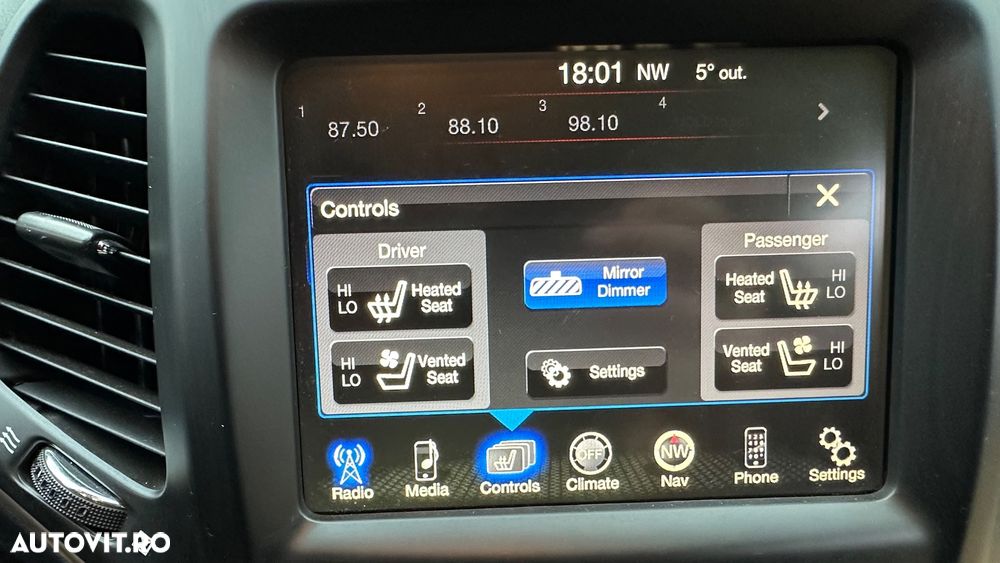 18:01 NW 5° out.
1 2 3 4
87.50 88.10 98.10
Controls X
Driver
HI
LO
Heated
Seat
HI
LO
Vented
Seat
Mirror
Dimmer
Settings
Passenger
Heated
Seat
HI
LO
Vented
Seat
HI
LO
OFF NW
Radio Media Controls Climate Nav Phone Settings
AUTOVIT.RO